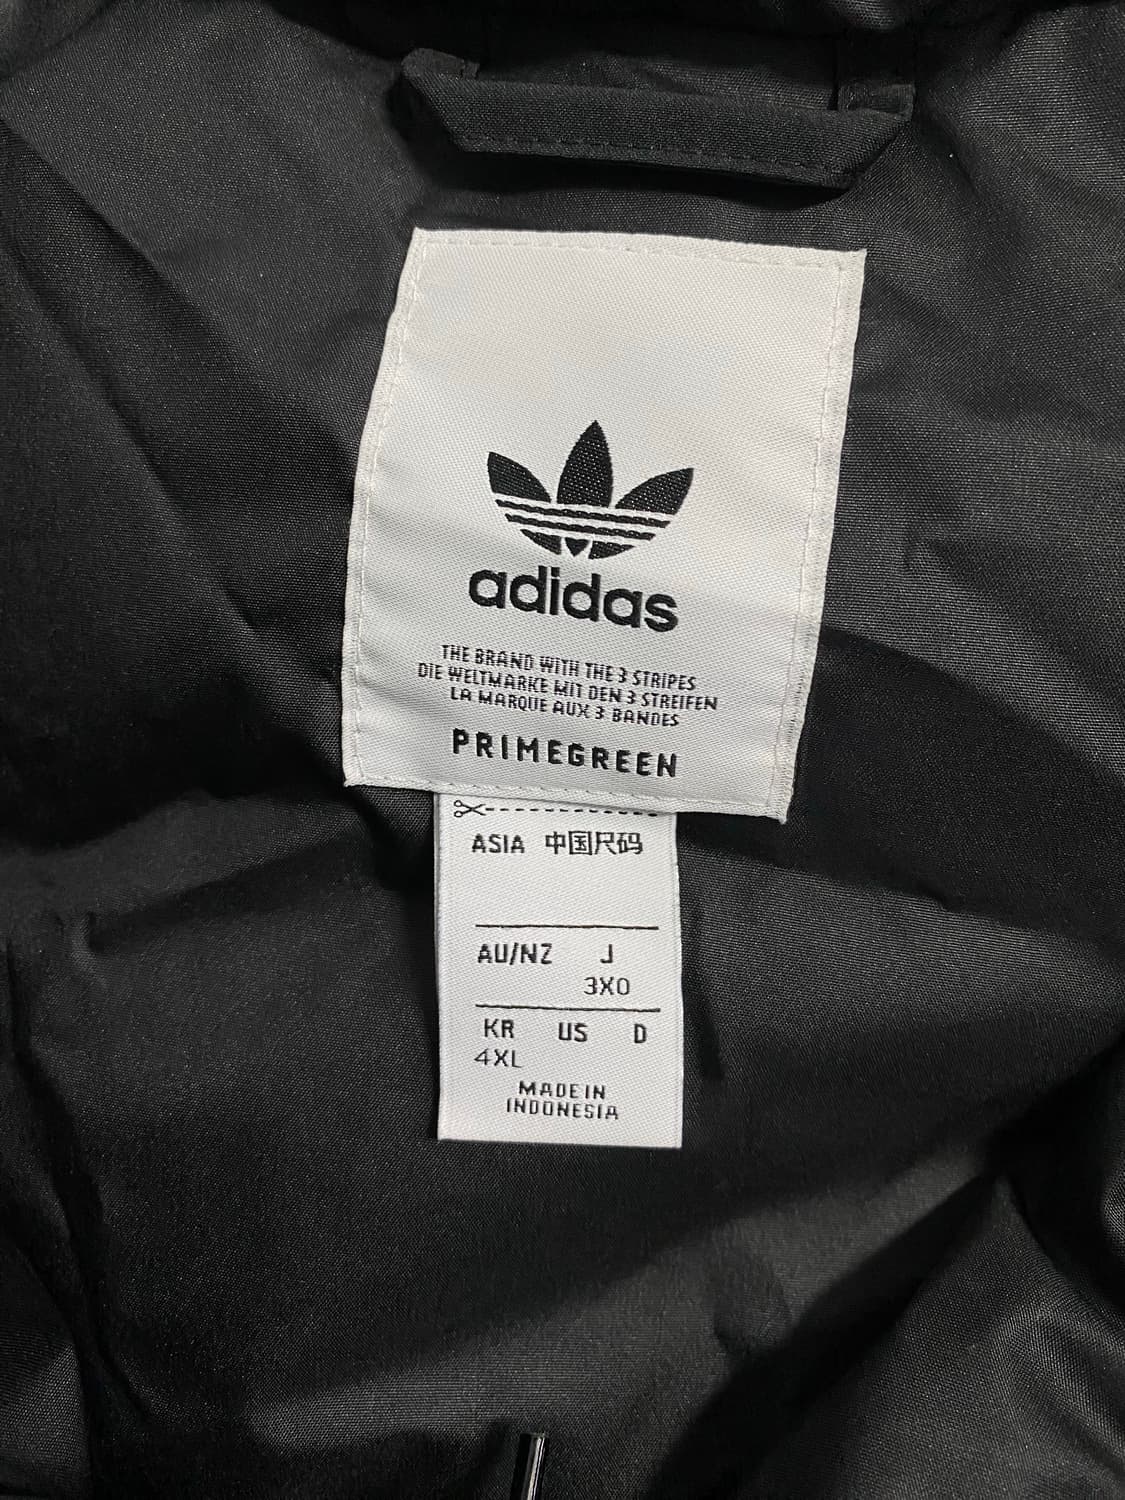 adidas
THE BRAND WITH THE 3 STRIPES
DIE WELTMARKE MIT DEN 3 STREIFEN
LA MARQUE AUX 3 BANDES
PRIMEGREEN
ASIA 中国尺码
AU/NZ J
3XO
KR US D
4XL
MADE IN
INDONESIA